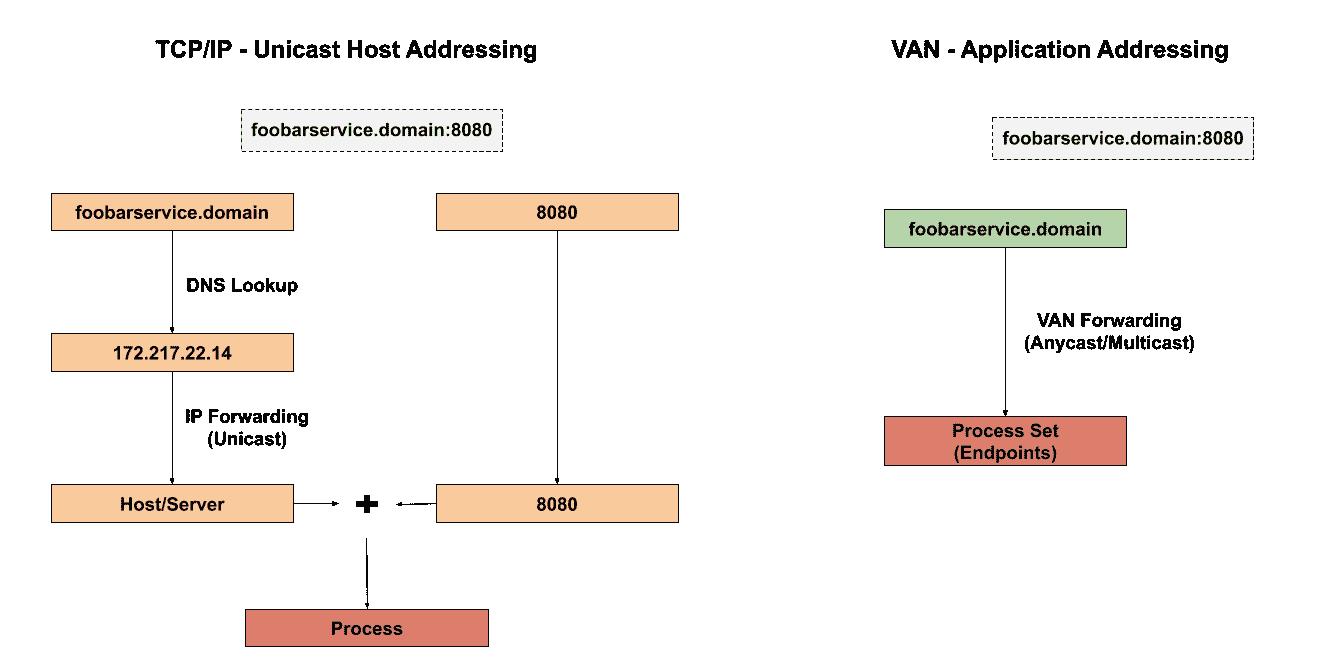 TCP/IP - Unicast Host Addressing
foobarservice.domain:8080
foobarservice.domain
8080
DNS Lookup
172.217.22.14
IP Forwarding
(Unicast)
Host/Server
8080
Process
VAN - Application Addressing
foobarservice.domain:8080
foobarservice.domain
VAN Forwarding
(Anycast/Multicast)
Process Set
(Endpoints)